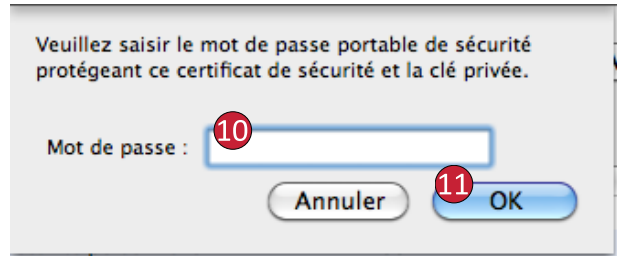 Veuillez saisir le mot de passe portable de sécurité
protégeant ce certificat de sécurité et la clé privée.
10
Mot de passe :
11
Annuler OK